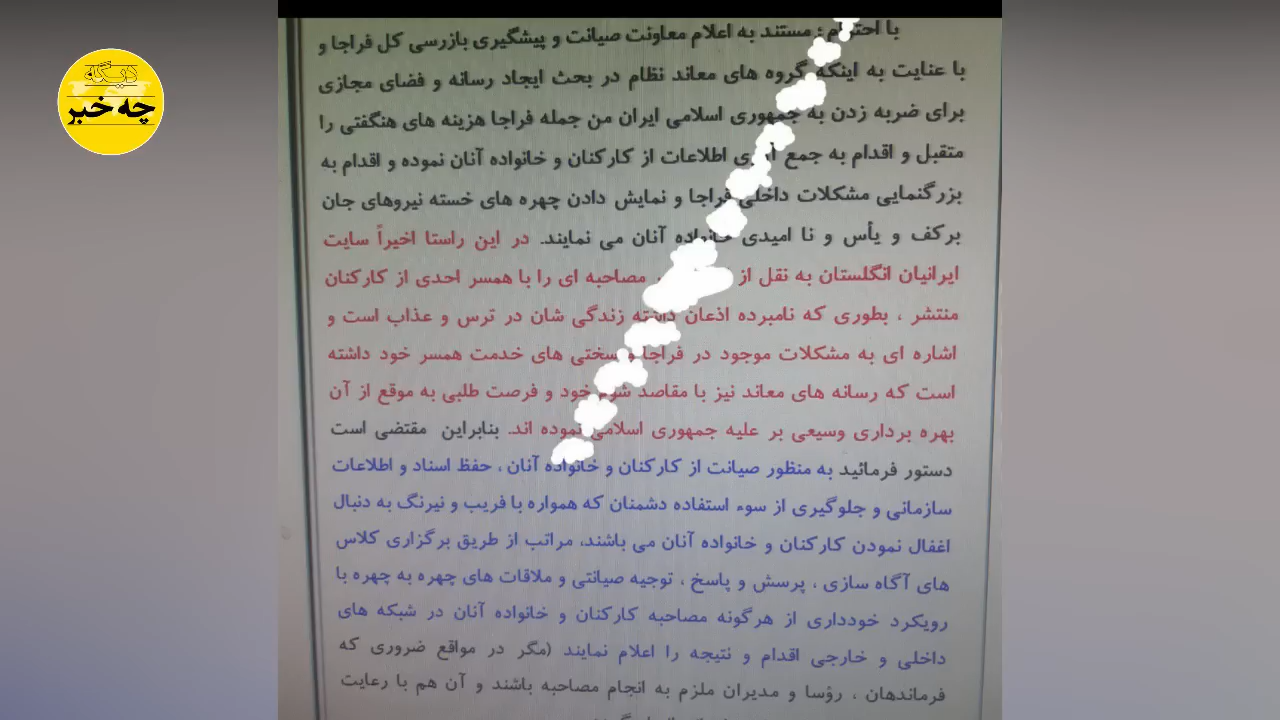 دیگه
چه خبر
با احترام ؛ مستند به اعلام معاونت صیانت و پیشگیری بازرسی کل فراجا و
با عنایت به اینکه گروه های معاند نظام در بحث ایجاد رسانه و فضای مجازی
برای ضربه زدن به جمهوری اسلامی ایران من جمله فراجا هزینه های هنگفتی را
متقبل و اقدام به جمع آوری اطلاعات از کارکنان و خانواده آنان نموده و اقدام به
بزرگنمایی مشکلات داخلی فراجا و نمایش دادن چهره های خسته نیروهای جان
برکف و یأس و نا امیدی خانواده آنان می نمایند. در این راستا اخیراً سایت
ایرانیان انگلستان به نقل از مصاحبه ای را با همسر احدی از کارکنان
منتشر ، بطوری که نامبرده اذعان داشته زندگی شان در ترس و عذاب است و
اشاره ای به مشکلات موجود در فراجا و سختی های خدمت همسر خود داشته
است که رسانه های معاند نیز با مقاصد شوم خود و فرصت طلبی به موقع از آن
بهره برداری وسیعی بر علیه جمهوری اسلامی نموده اند. بنابراین مقتضی است
دستور فرمائید به منظور صیانت از کارکنان و خانواده آنان ، حفظ اسناد و اطلاعات
سازمانی و جلوگیری از سوء استفاده دشمنان که همواره با فریب و نیرنگ به دنبال
اغفال نمودن کارکنان و خانواده آنان می باشند، مراتب از طریق برگزاری کلاس
های آگاه سازی ، پرسش و پاسخ ، توجیه صیانتی و ملاقات های چهره به چهره با
رویکرد خودداری از هرگونه مصاحبه کارکنان و خانواده آنان در شبکه های
داخلی و خارجی اقدام و نتیجه را اعلام نمایند (مگر در مواقع ضروری که
فرماندهان ، رؤسا و مدیران ملزم به انجام مصاحبه باشند و آن هم با رعایت